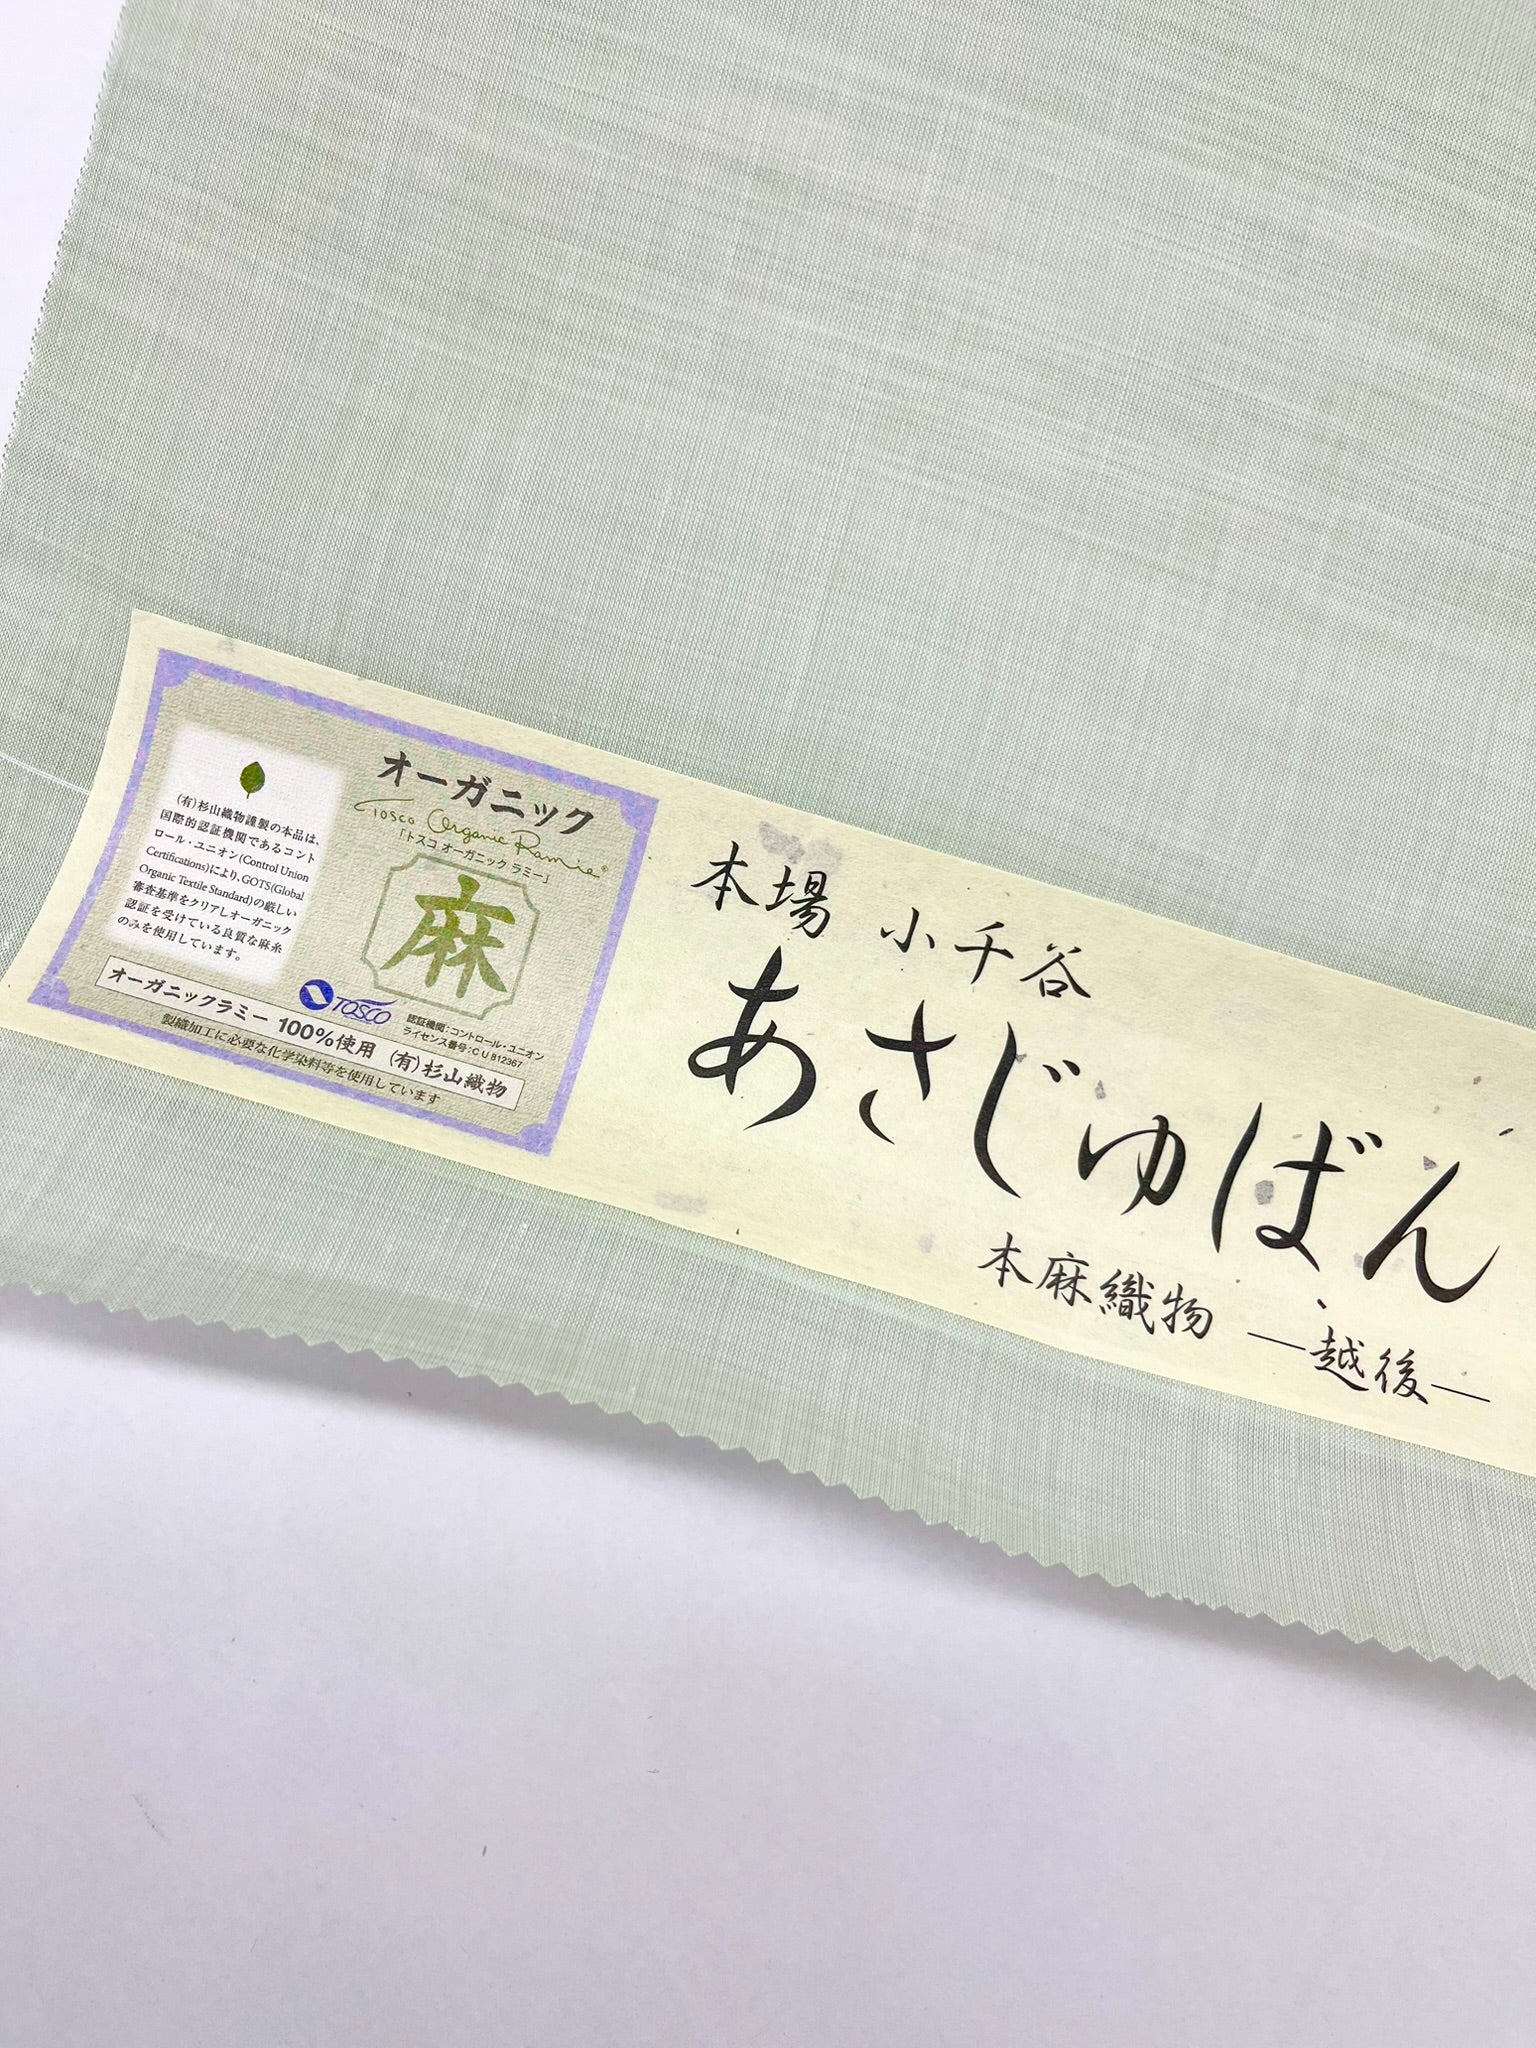 (有)杉山織物謹製の本品は、
国際的認証機関であるコント
ロール・ユニオン(Control Union
Certifications)により、GOTS(Global
Organic Textile Standard)の厳しい
審査基準をクリアしオーガニック
認証を受けている良質な麻糸
のみを使用しています。
オーガニック
Tosco Organic Ramie®
「トスコ オーガニック ラミー」
麻
TOSCO
認証機関:コントロール・ユニオン
ライセンス番号:CU812367
オーガニックラミー 100%使用 (有)杉山織物
製織加工に必要な化学染料等を使用しています
本場 小千谷
あさじゅばん
本麻織物 ―越後―